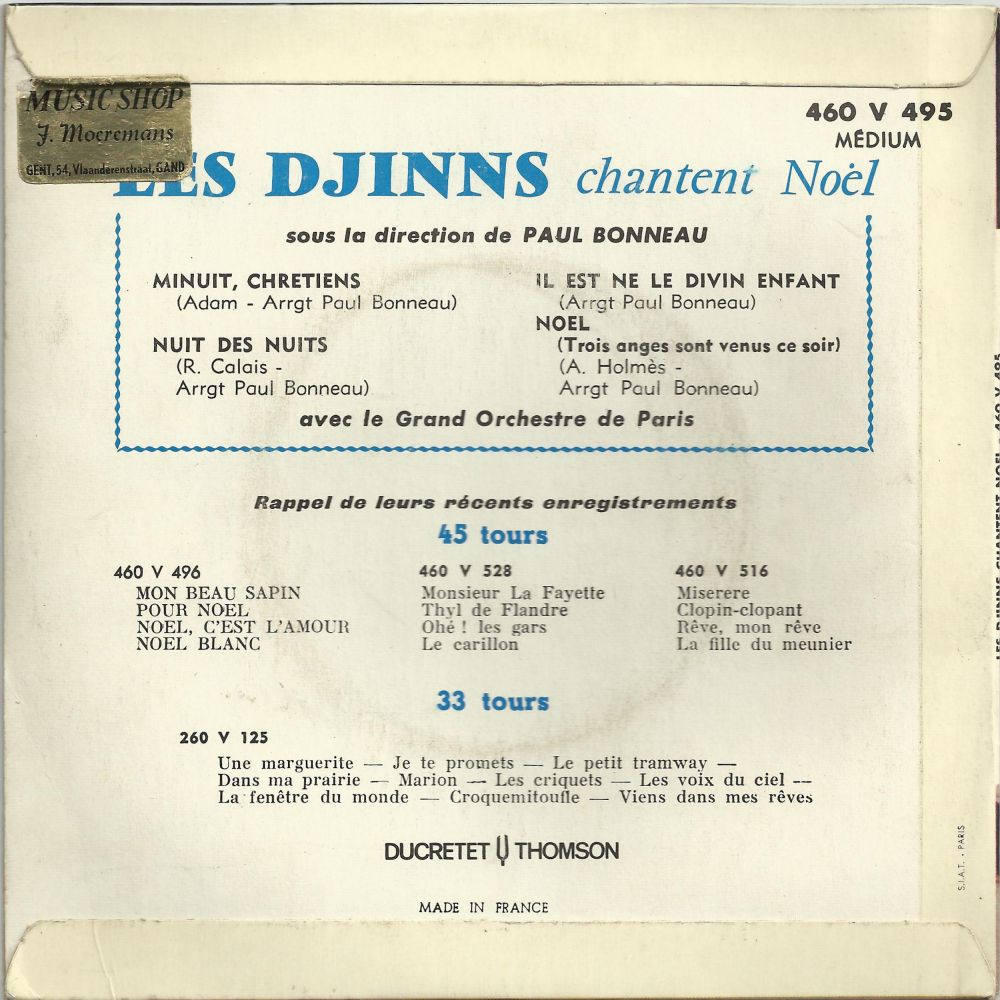 MUSIC SHOP
J. Moeremans
GENT, 54, Vlaanderenstraat, GAND
460 V 495
MÉDIUM
LES DJINNS chantent Noël
sous la direction de PAUL BONNEAU
MINUIT, CHRETIENS
(Adam - Arrgt Paul Bonneau)
NUIT DES NUITS
(R. Calais -
Arrgt Paul Bonneau)
IL EST NE LE DIVIN ENFANT
(Arrgt Paul Bonneau)
NOEL
(Trois anges sont venus ce soir)
(A. Holmès -
Arrgt Paul Bonneau)
avec le Grand Orchestre de Paris
Rappel de leurs récents enregistrements
45 tours
460 V 496
MON BEAU SAPIN
POUR NOEL
NOEL, C'EST L'AMOUR
NOEL BLANC
460 V 528
Monsieur La Fayette
Thyl de Flandre
Ohé ! les gars
Le carillon
460 V 516
Miserere
Clopin-clopant
Rêve, mon rêve
La fille du meunier
33 tours
260 V 125
Une marguerite — Je te promets — Le petit tramway —
Dans ma prairie — Marion — Les criquets — Les voix du ciel —
La fenêtre du monde — Croquemitoufle — Viens dans mes rêves
DUCRETET THOMSON
MADE IN FRANCE
S.I.A.T. - PARIS
LES DJINNS CHANTENT NOEL - 460 V 495